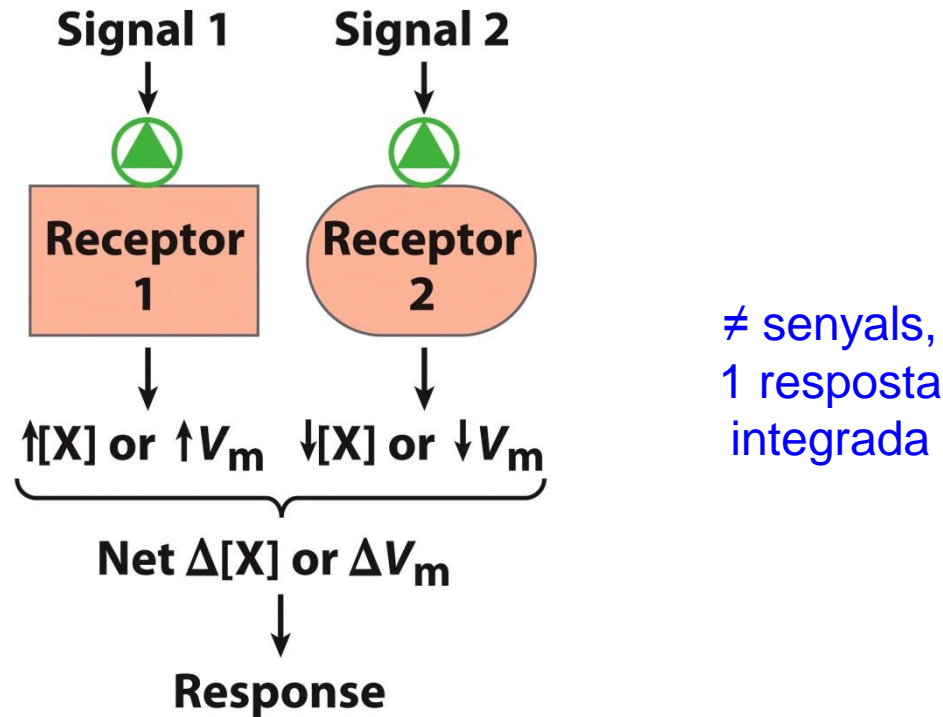 Signal 1 Signal 2
Receptor Receptor
1 2
≠ senyals,
1 resposta
integrada
↑[X] or ↑Vm ↓[X] or ↓Vm
Net Δ[X] or ΔVm
Response